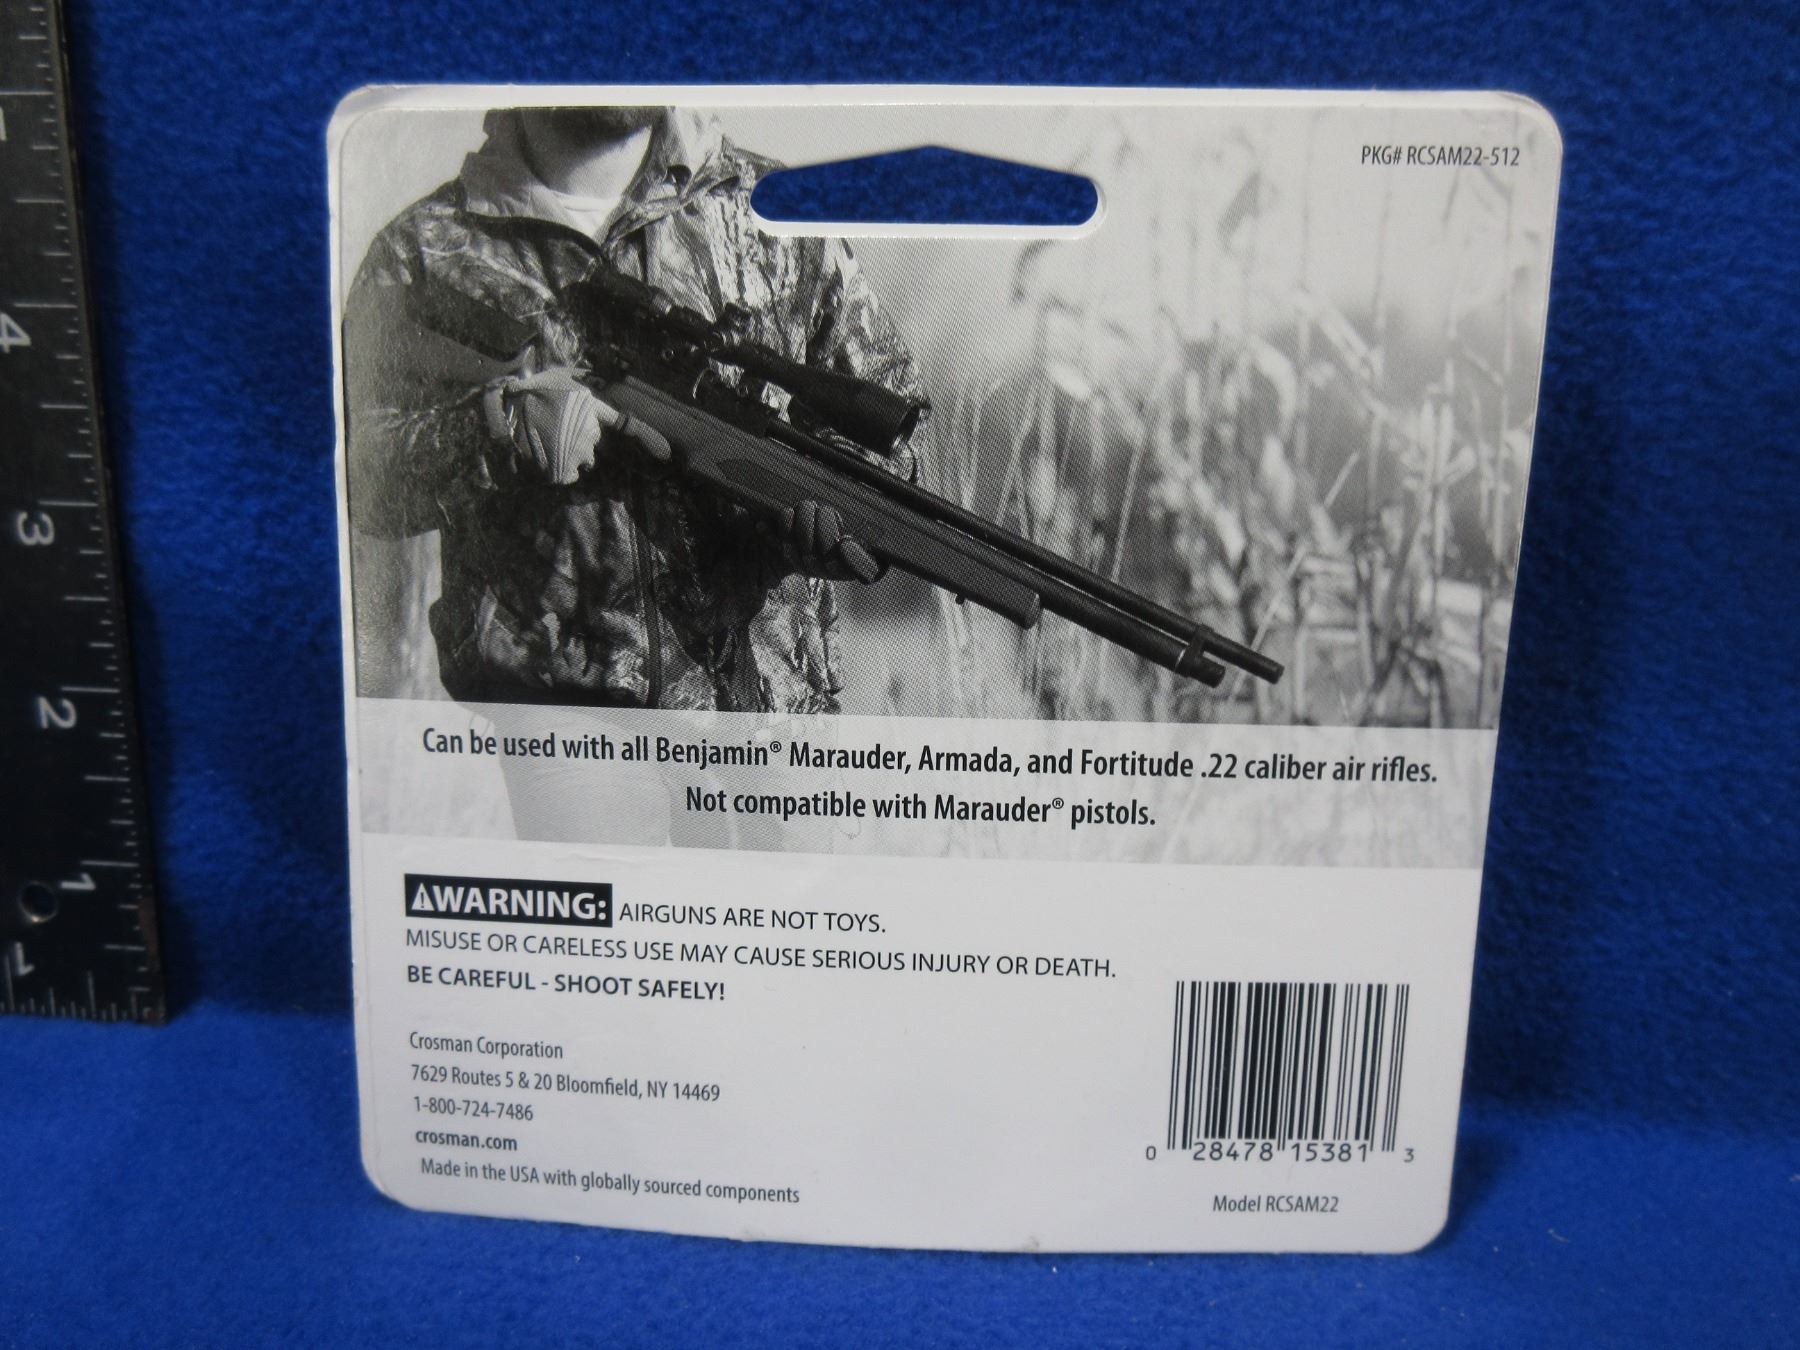 PKG# RCSAM22-512
Can be used with all Benjamin® Marauder, Armada, and Fortitude .22 caliber air rifles.
Not compatible with Marauder® pistols.
⚠WARNING: AIRGUNS ARE NOT TOYS.
MISUSE OR CARELESS USE MAY CAUSE SERIOUS INJURY OR DEATH.
BE CAREFUL - SHOOT SAFELY!
Crosman Corporation
7629 Routes 5 & 20 Bloomfield, NY 14469
1-800-724-7486
crosman.com
Made in the USA with globally sourced components
0 28478 15381 3
Model RCSAM22
4
3
2
1